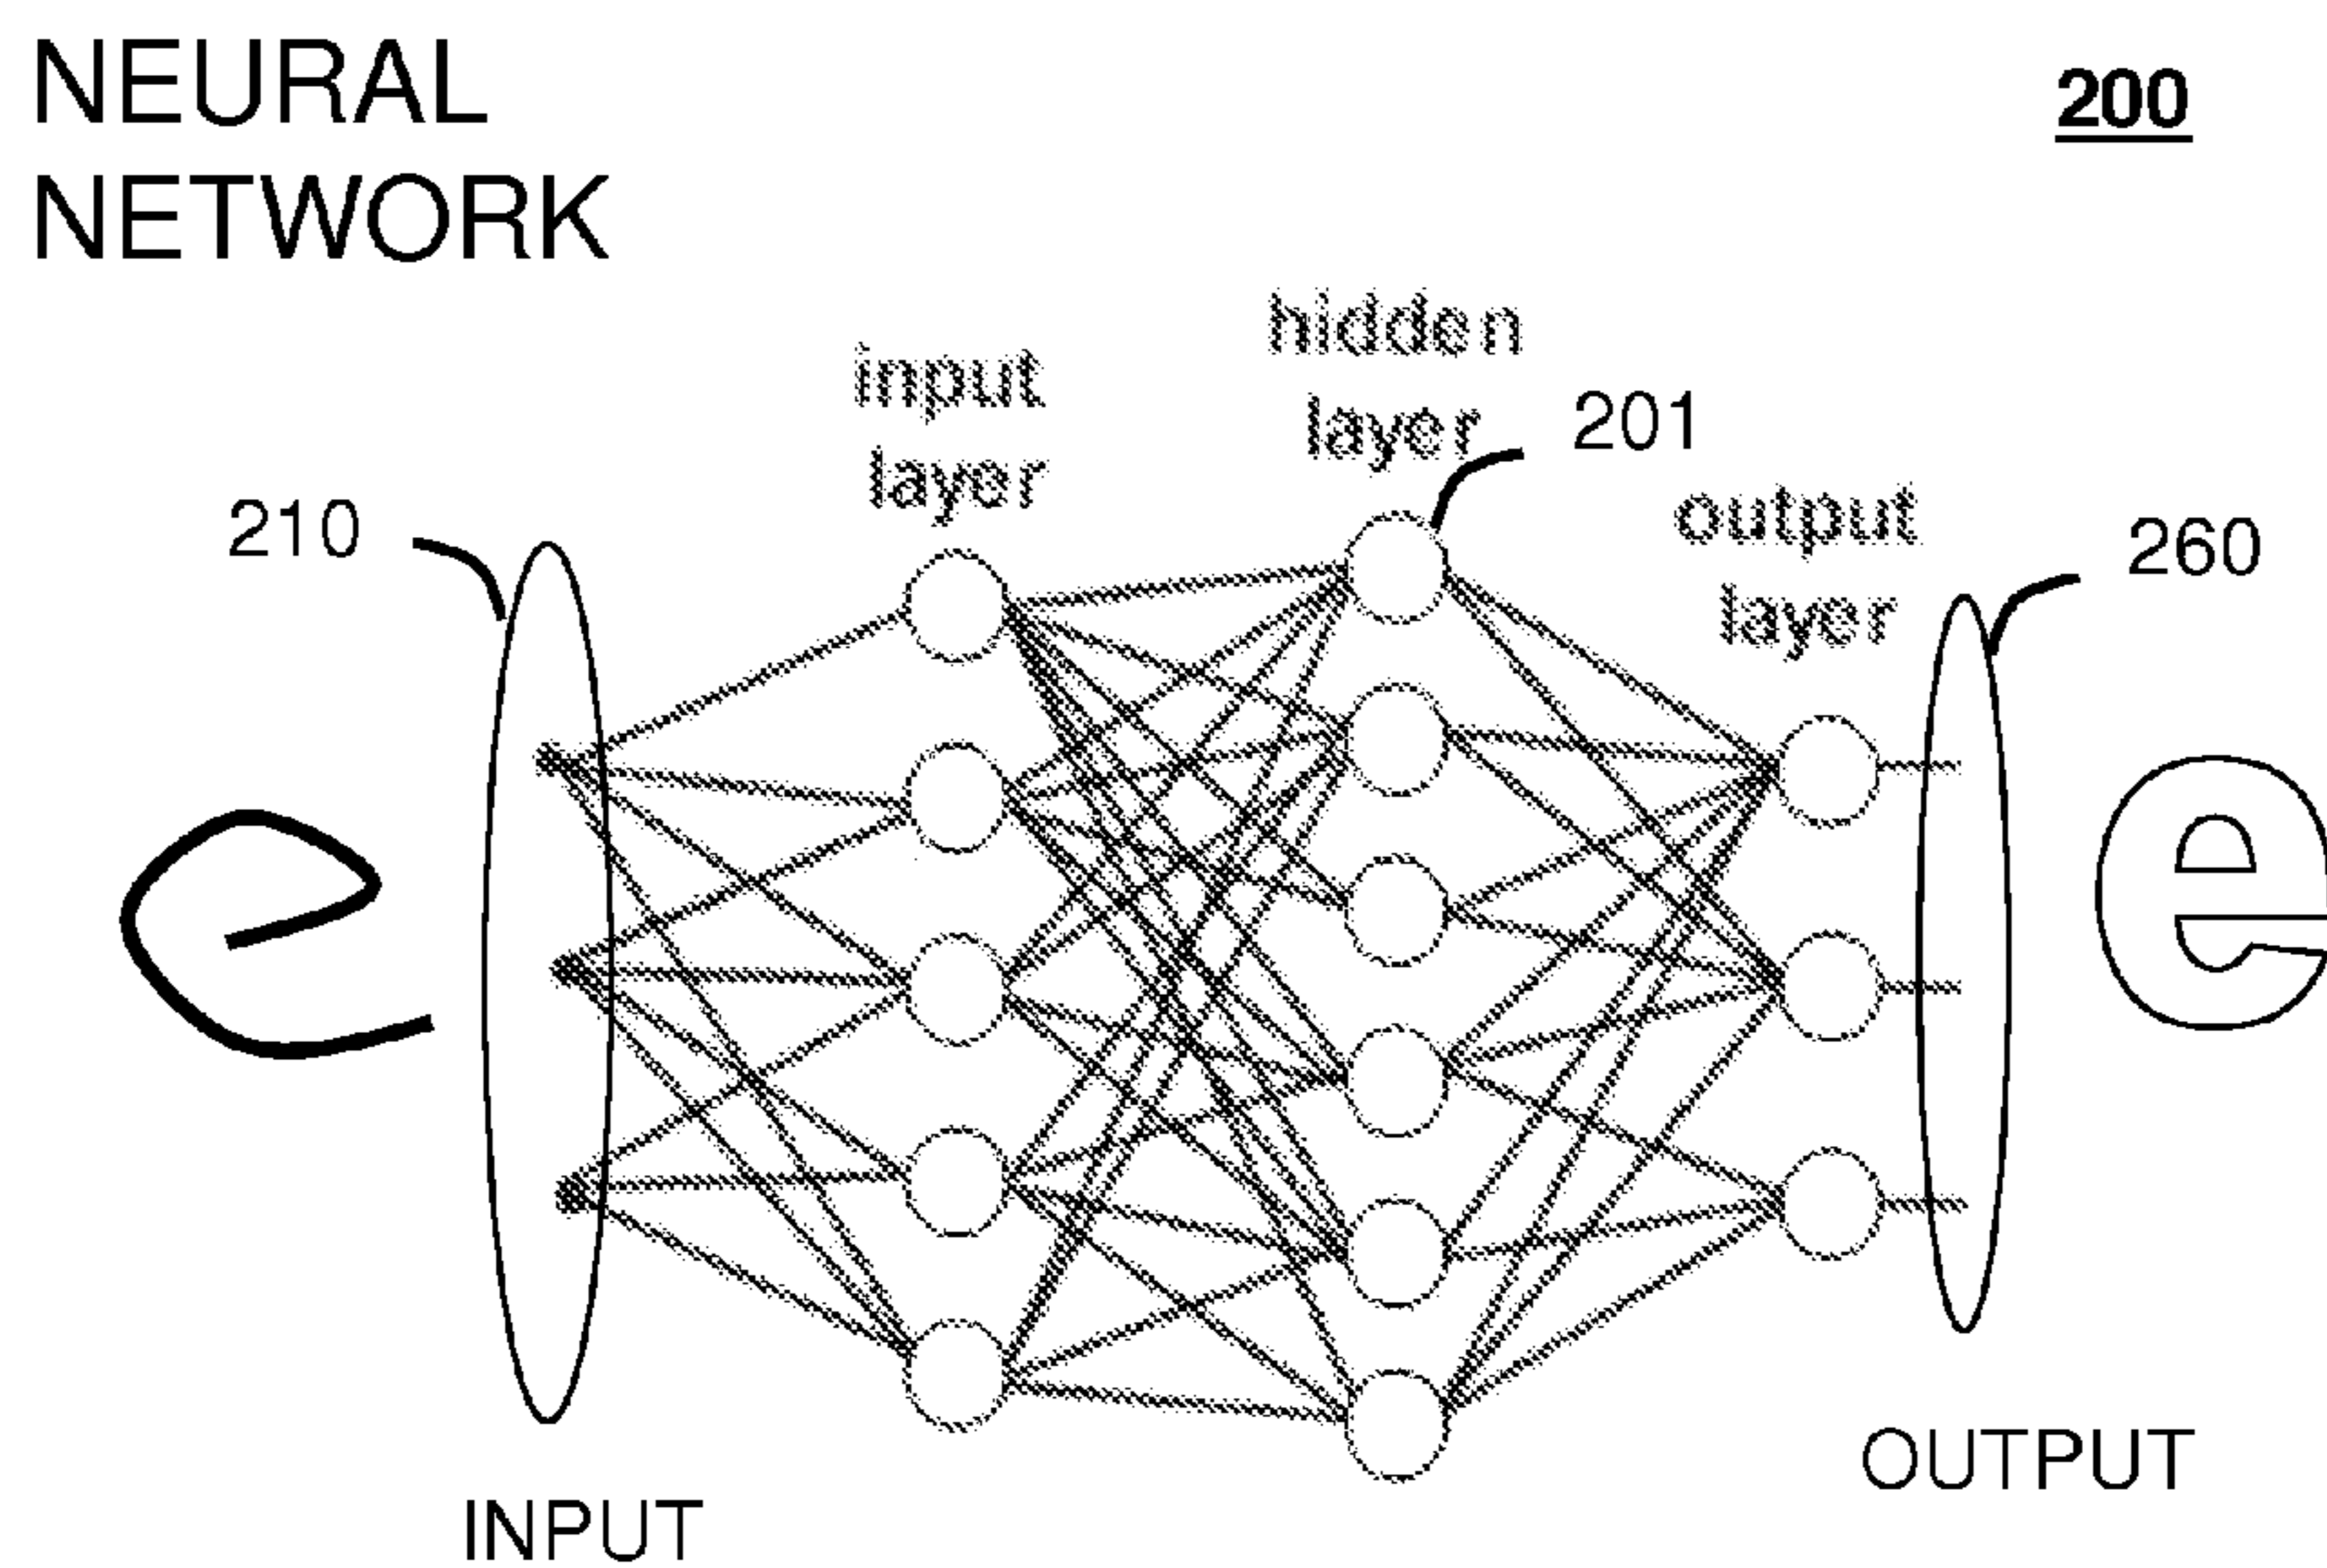 NEURAL
NETWORK
200
hidden
layer
201
input
layer
output
layer
210
260
e
e
INPUT
OUTPUT